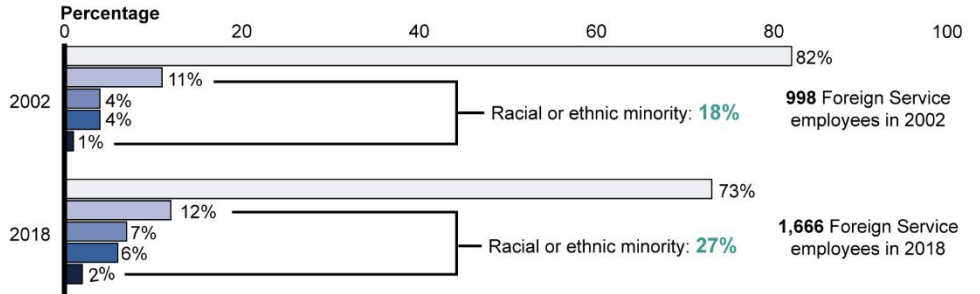 Percentage
0 20 40 60 80 100
82%
11%
2002
4%
4%
1%
Racial or ethnic minority: 18%
998 Foreign Service
employees in 2002
73%
12%
2018
7%
6%
2%
Racial or ethnic minority: 27%
1,666 Foreign Service
employees in 2018